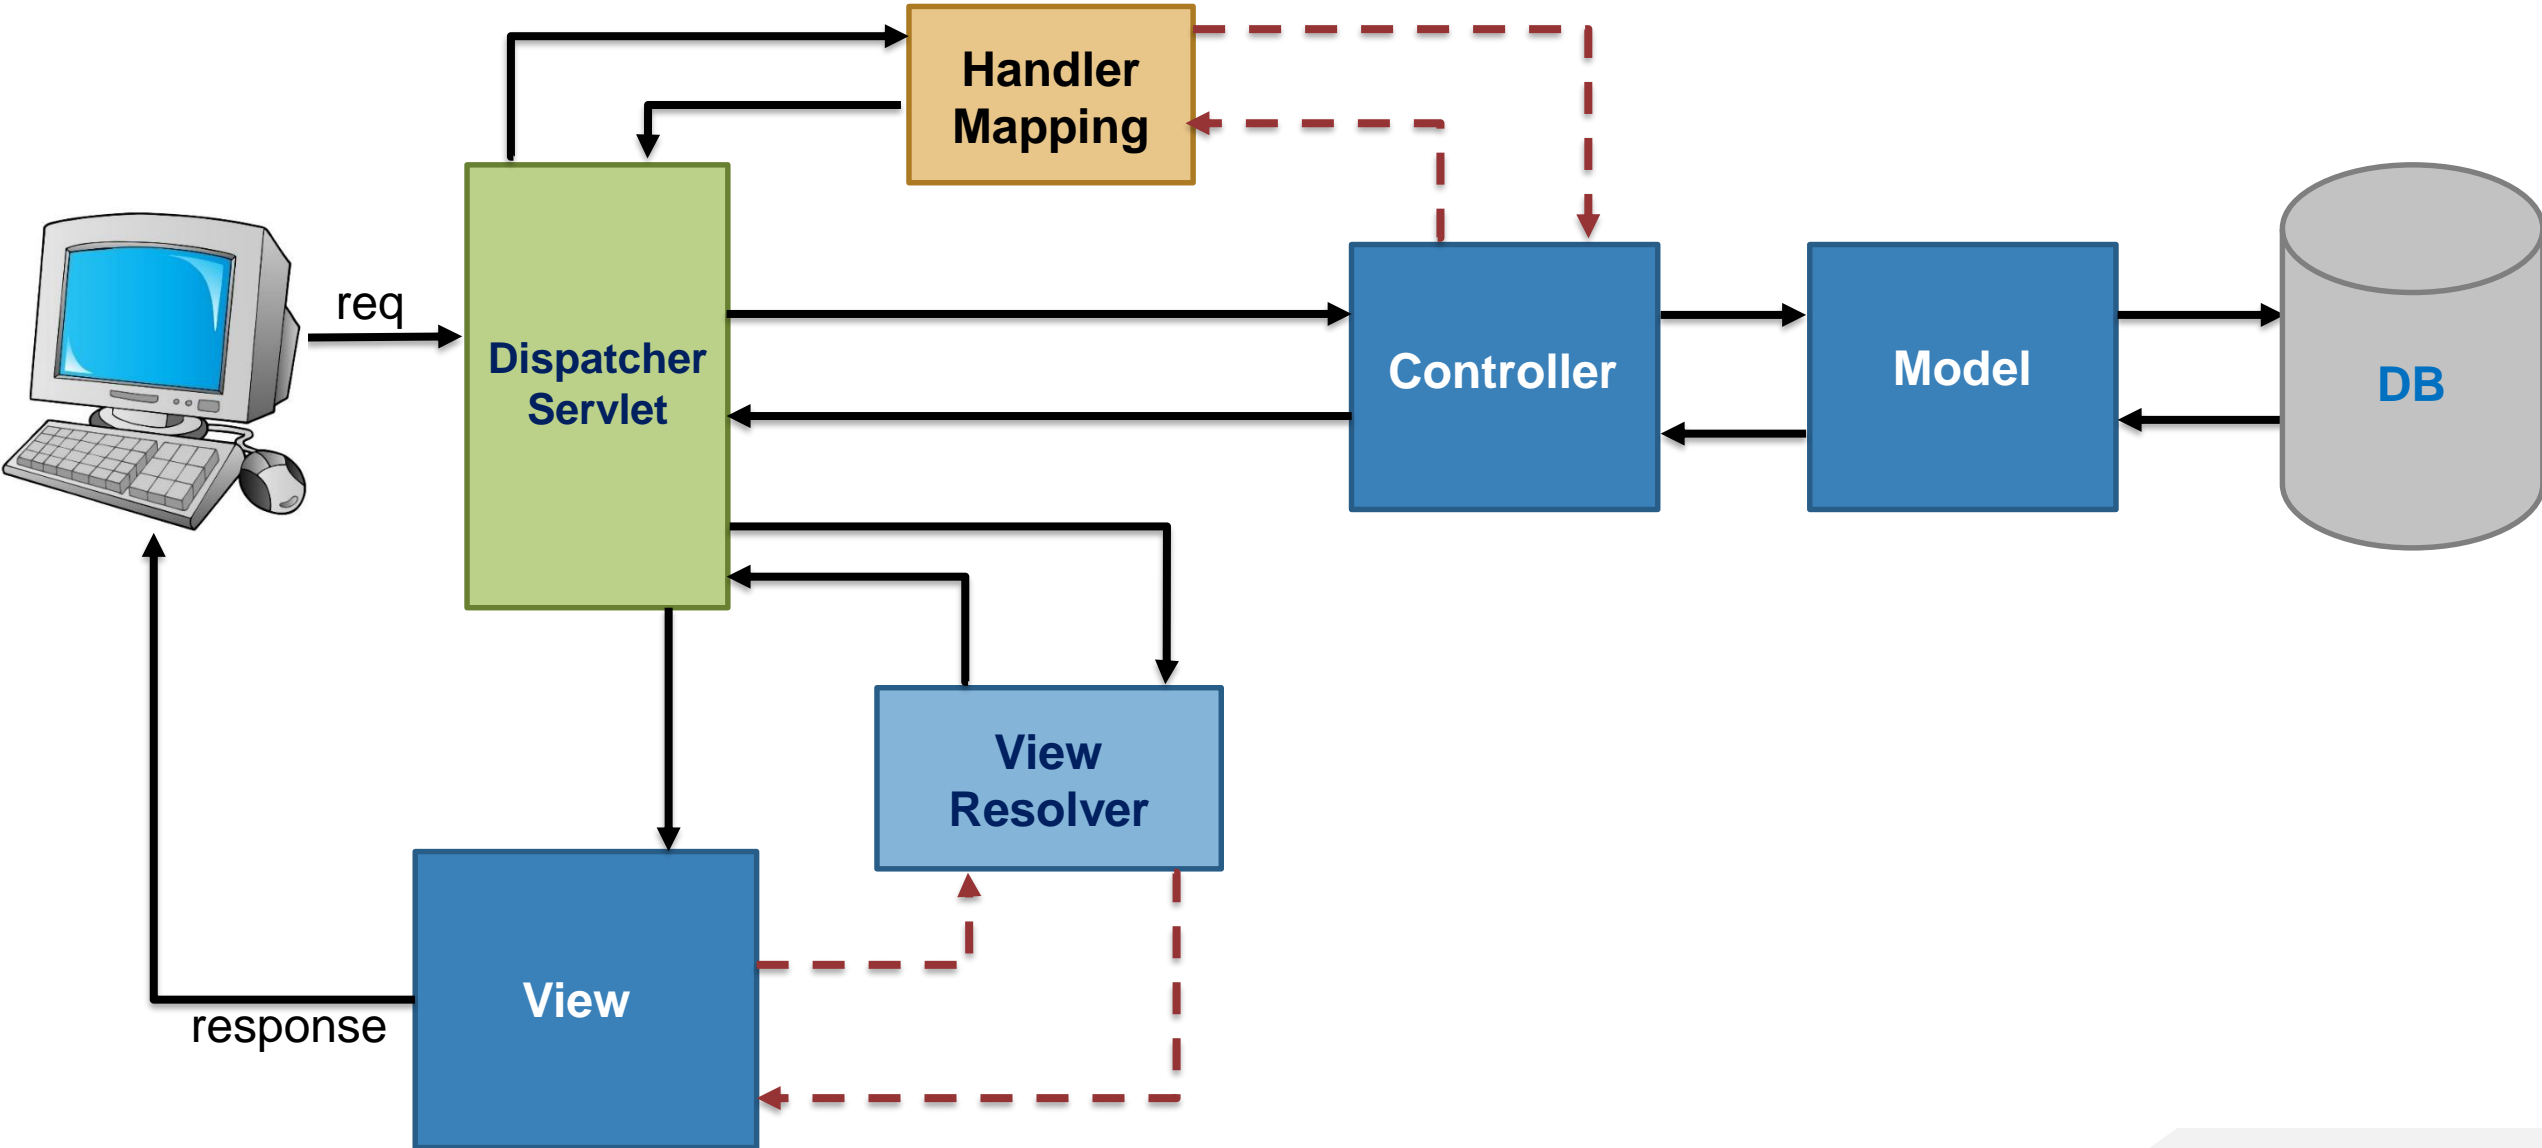 Handler
Mapping
req
Dispatcher
Servlet
Controller
Model
DB
View
Resolver
View
response